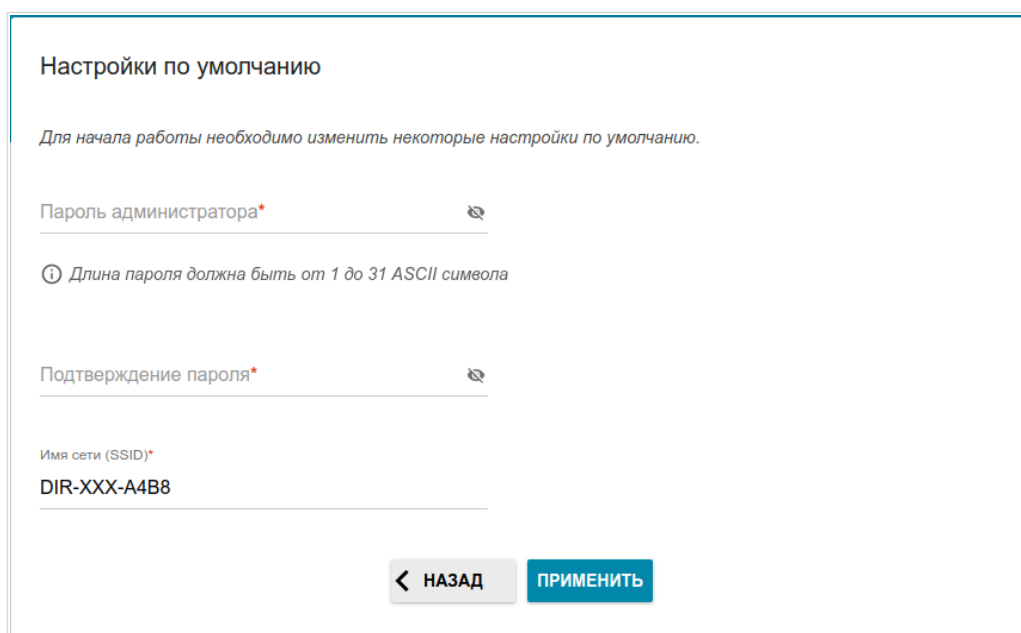 Настройки по умолчанию
Для начала работы необходимо изменить некоторые настройки по умолчанию.
Пароль администратора*
Длина пароля должна быть от 1 до 31 ASCII символа
Подтверждение пароля*
Имя сети (SSID)*
DIR-XXX-A4B8
НАЗАД ПРИМЕНИТЬ